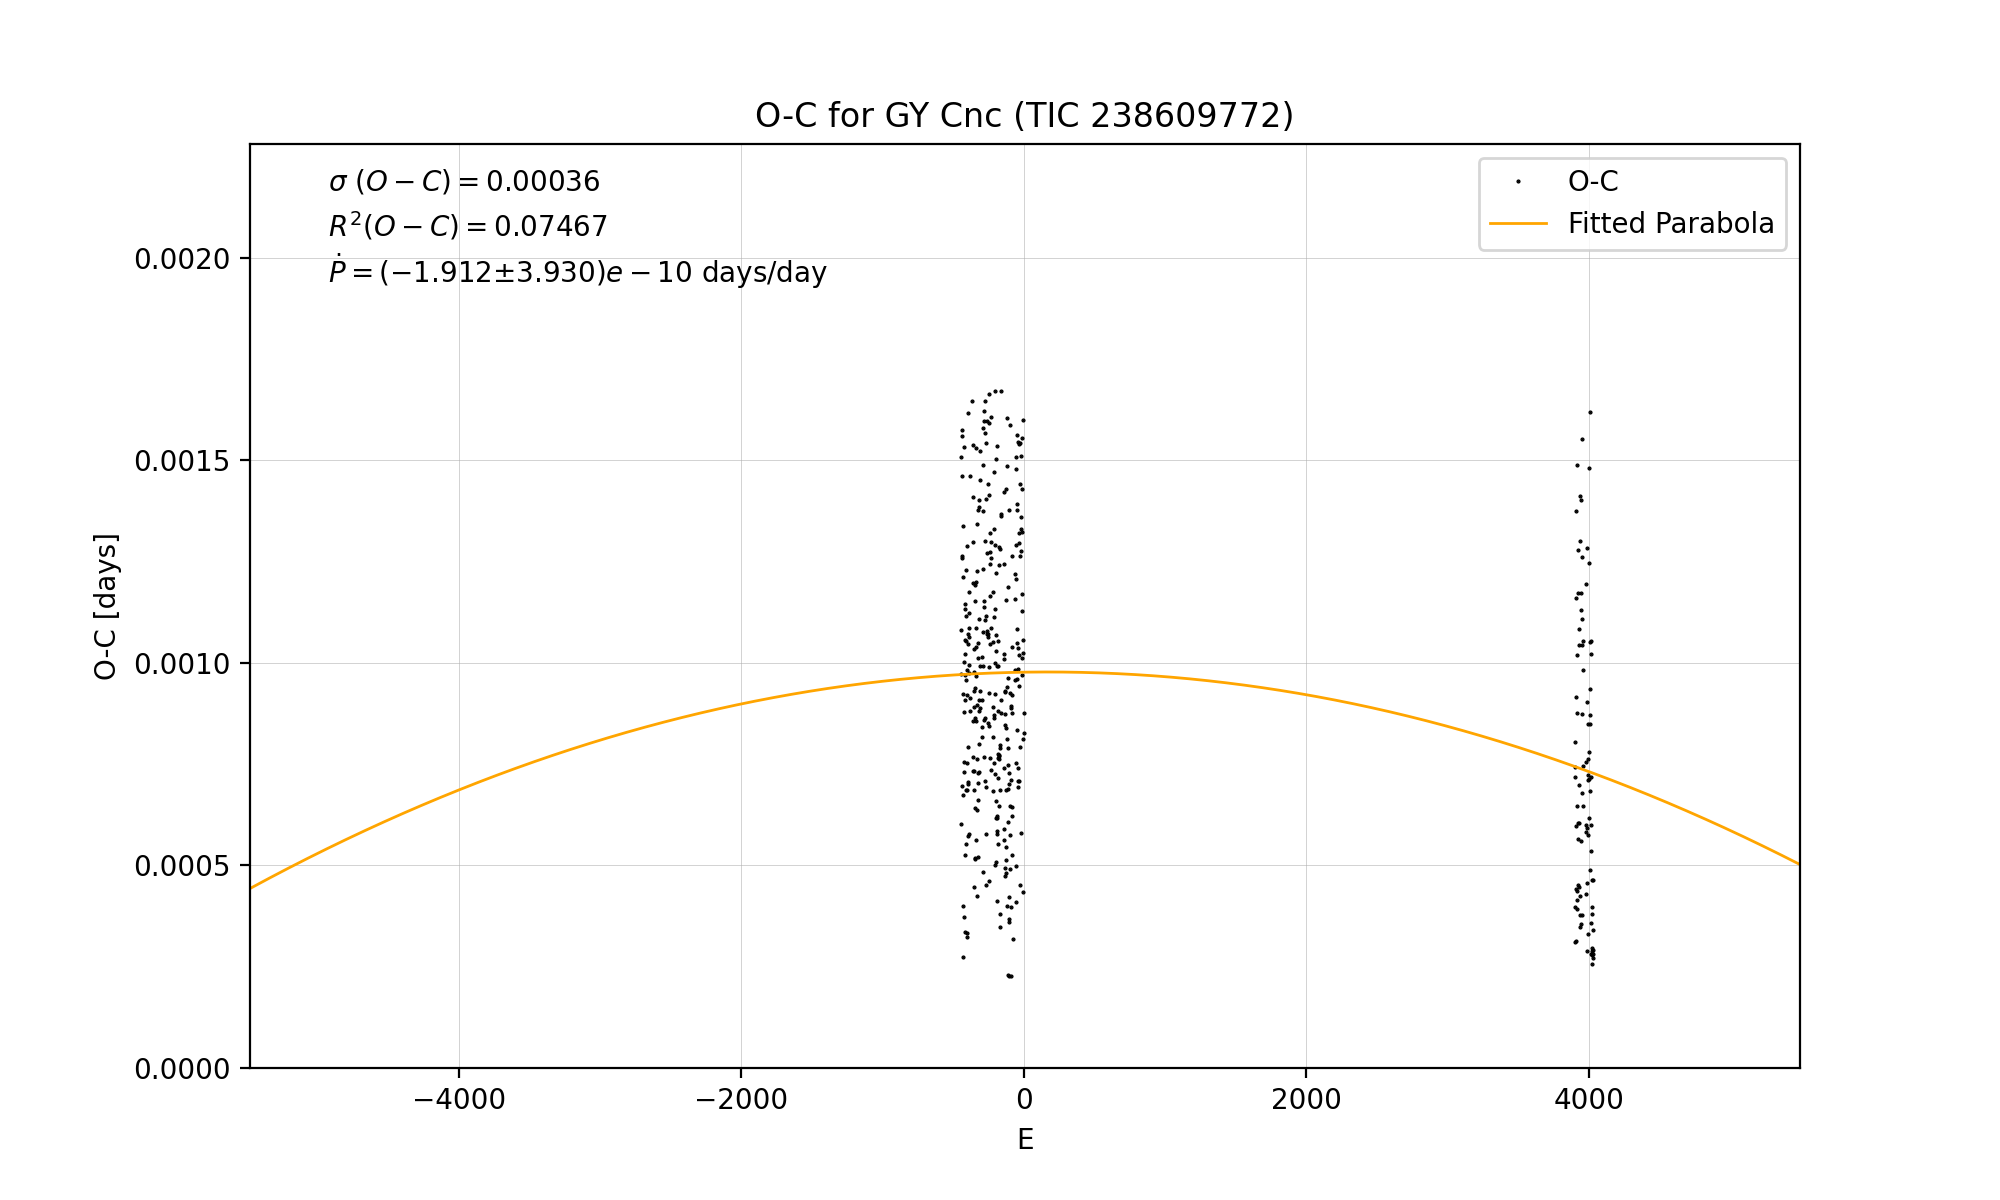 O-C for GY Cnc (TIC 238609772)
σ (O − C) = 0.00036
R²(O − C) = 0.07467
Ṗ = (−1.912±3.930)e − 10 days/day
O-C
Fitted Parabola
0.0020
0.0015
0.0010
0.0005
0.0000
O-C [days]
−4000 −2000 0 2000 4000
E